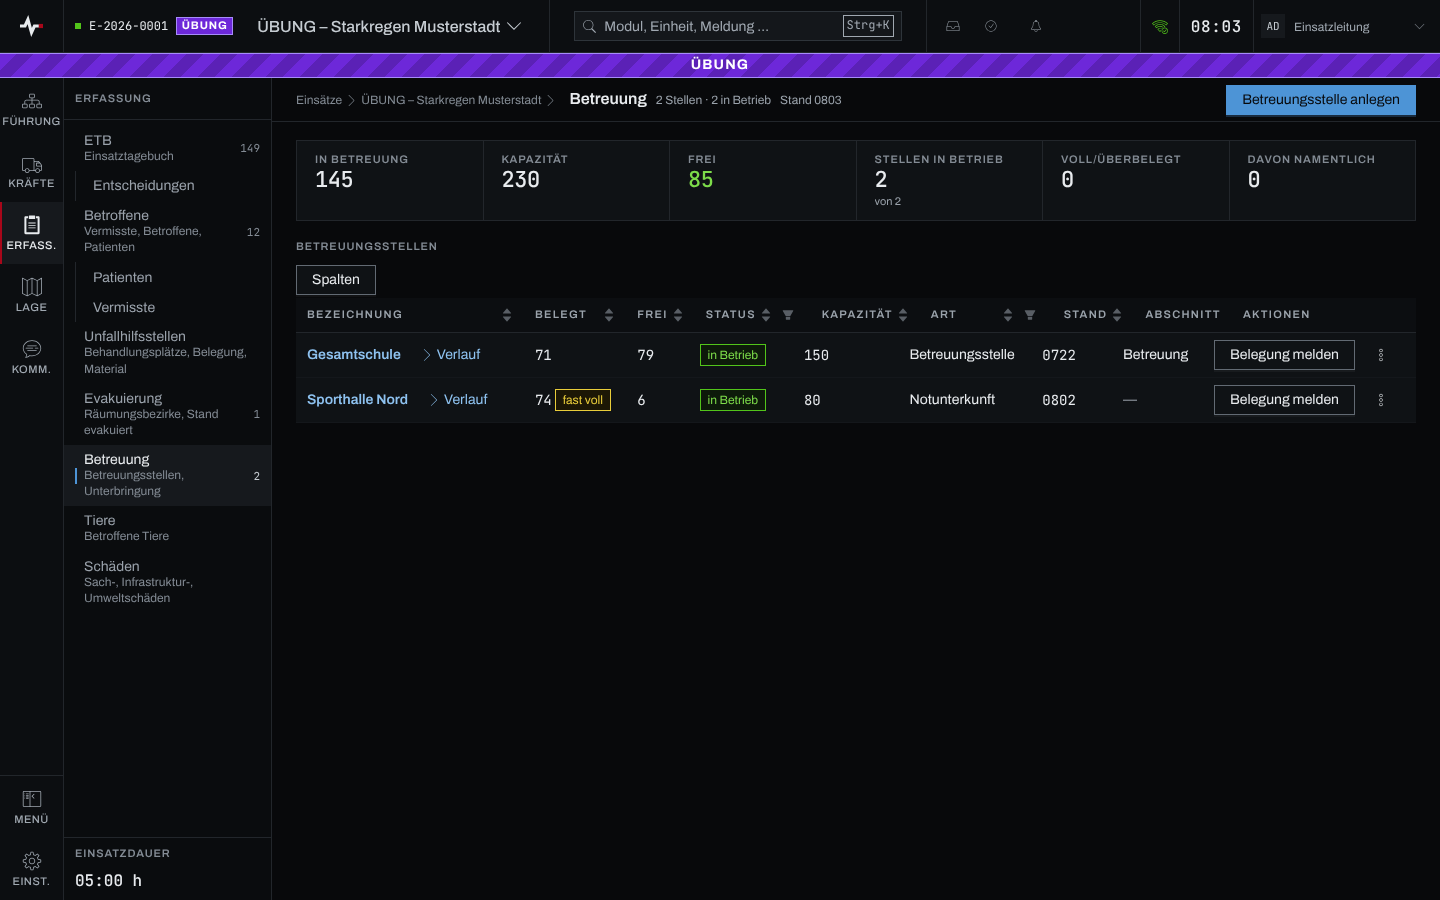 E-2026-0001 ÜBUNG ÜBUNG – Starkregen Musterstadt Modul, Einheit, Meldung ... Strg+K 08:03 AD Einsatzleitung
ÜBUNG
FÜHRUNG
KRÄFTE
ERFASS.
LAGE
KOMM.
MENÜ
EINST.
ERFASSUNG
ETB
Einsatztagebuch 149
Entscheidungen
Betroffene
Vermisste, Betroffene, 12
Patienten
Patienten
Vermisste
Unfallhilfsstellen
Behandlungsplätze, Belegung,
Material
Evakuierung
Räumungsbezirke, Stand 1
evakuiert
Betreuung
Betreuungsstellen, 2
Unterbringung
Tiere
Betroffene Tiere
Schäden
Sach-, Infrastruktur-,
Umweltschäden
EINSATZDAUER
05:00 h
Einsätze ÜBUNG – Starkregen Musterstadt Betreuung 2 Stellen · 2 in Betrieb Stand 0803 Betreuungsstelle anlegen
IN BETREUUNG KAPAZITÄT FREI STELLEN IN BETRIEB VOLL/ÜBERBELEGT DAVON NAMENTLICH
145 230 85 2 0 0
von 2
BETREUUNGSSTELLEN
Spalten
BEZEICHNUNG BELEGT FREI STATUS KAPAZITÄT ART STAND ABSCHNITT AKTIONEN
Gesamtschule Verlauf 71 79 in Betrieb 150 Betreuungsstelle 0722 Betreuung Belegung melden
Sporthalle Nord Verlauf 74 fast voll 6 in Betrieb 80 Notunterkunft 0802 — Belegung melden